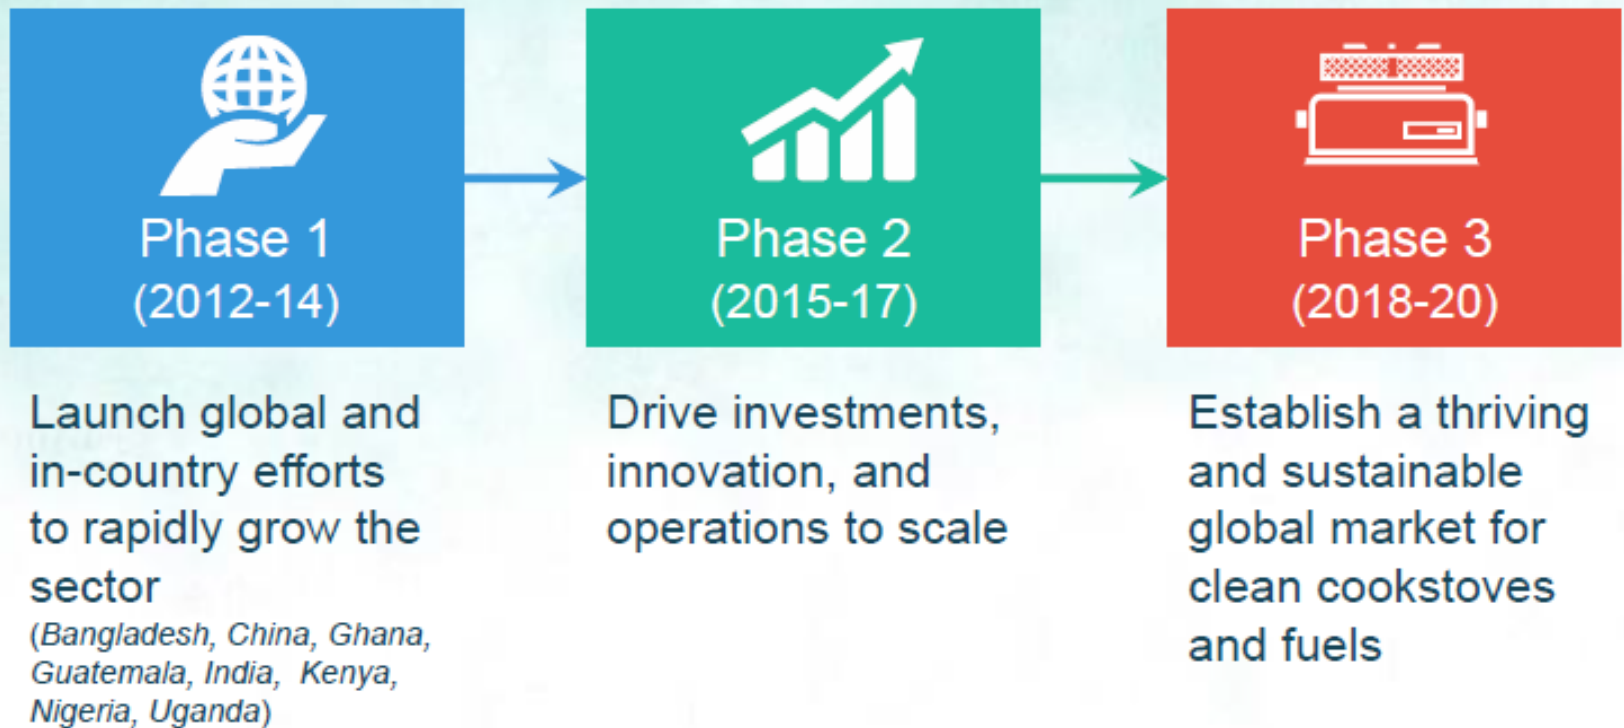 Phase 1
(2012-14)
Launch global and
in-country efforts
to rapidly grow the
sector
(Bangladesh, China, Ghana,
Guatemala, India, Kenya,
Nigeria, Uganda)
Phase 2
(2015-17)
Drive investments,
innovation, and
operations to scale
Phase 3
(2018-20)
Establish a thriving
and sustainable
global market for
clean cookstoves
and fuels